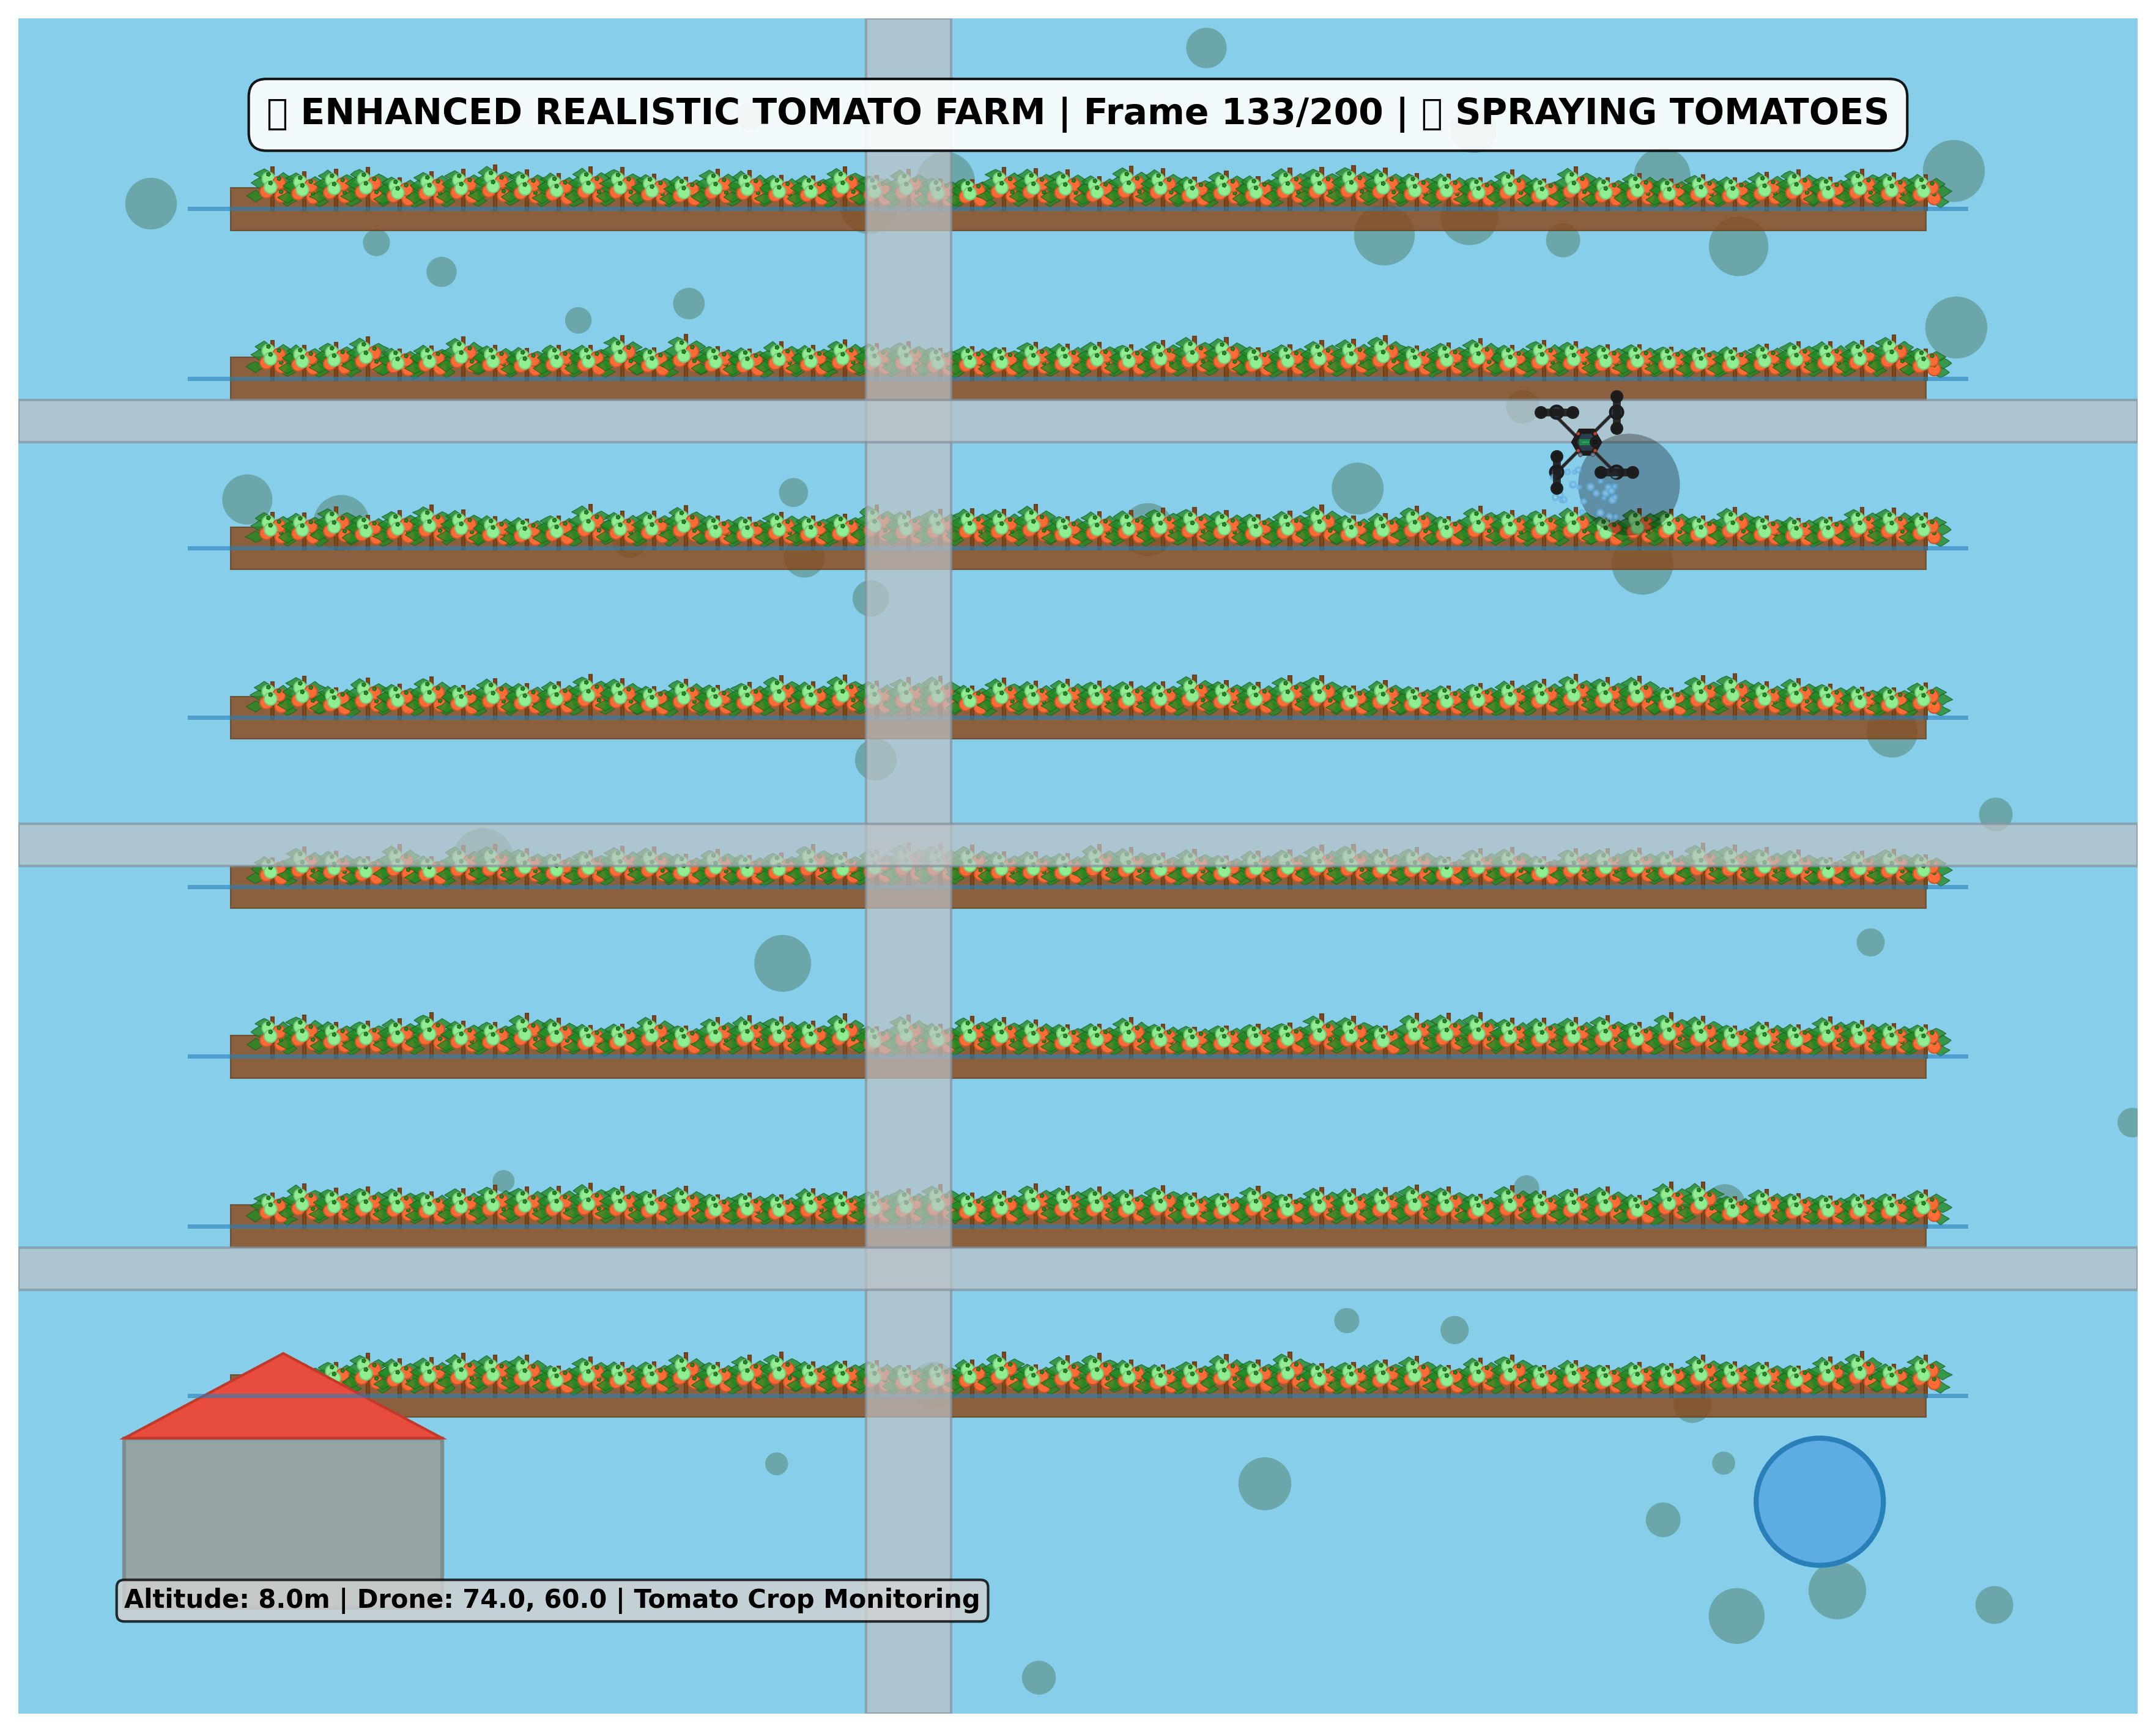 ▯ ENHANCED REALISTIC TOMATO FARM | Frame 133/200 | ▯ SPRAYING TOMATOES
Altitude: 8.0m | Drone: 74.0, 60.0 | Tomato Crop Monitoring